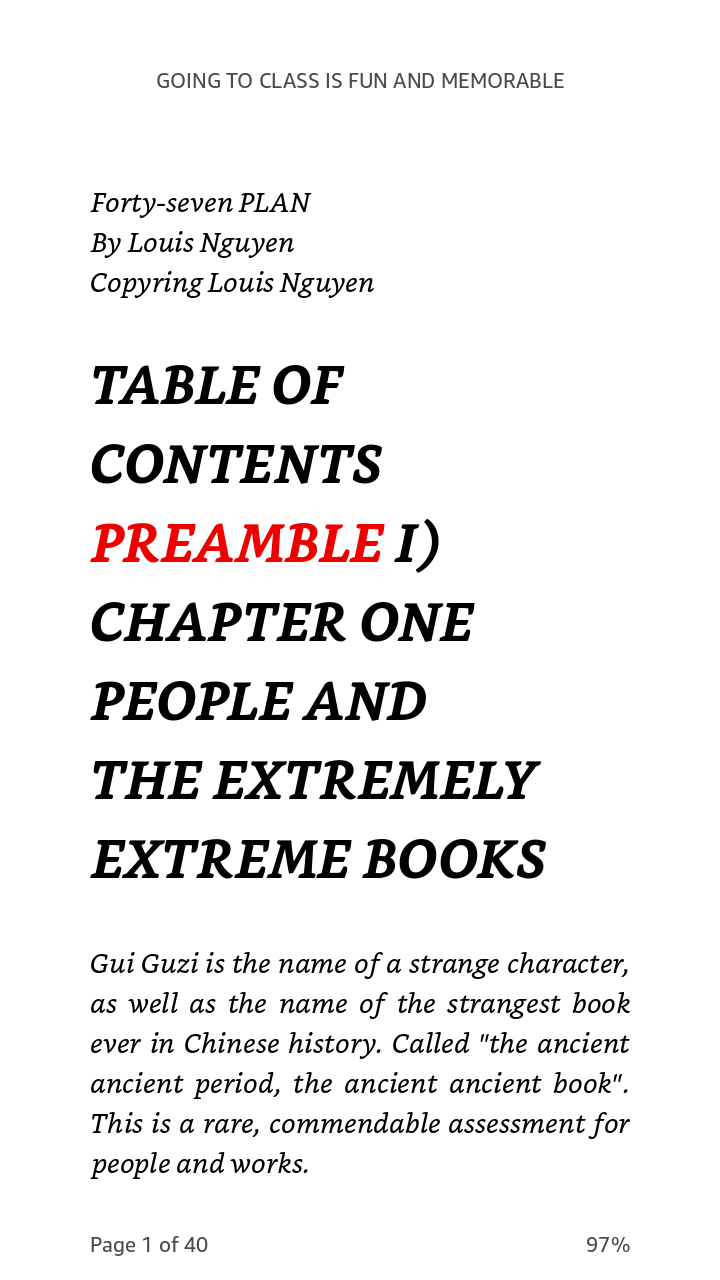 GOING TO CLASS IS FUN AND MEMORABLE
Forty-seven PLAN
By Louis Nguyen
Copyring Louis Nguyen
TABLE OF
CONTENTS
PREAMBLE I)
CHAPTER ONE
PEOPLE AND
THE EXTREMELY
EXTREME BOOKS
Gui Guzi is the name of a strange character,
as well as the name of the strangest book
ever in Chinese history. Called "the ancient
ancient period, the ancient ancient book".
This is a rare, commendable assessment for
people and works.
Page 1 of 40
97%